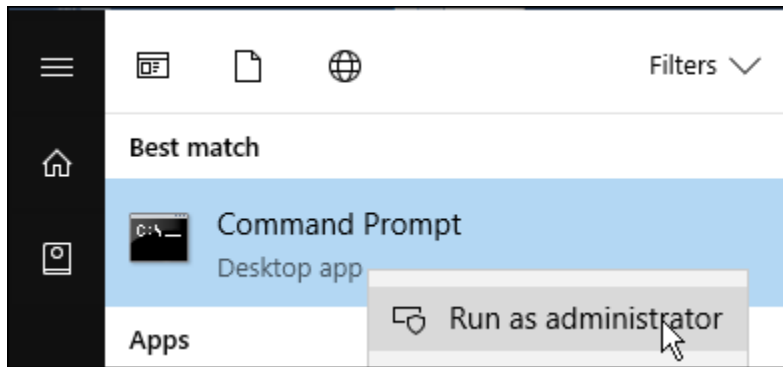 Filters
Best match
C:\
Command Prompt
Desktop app
Run as administrator
Apps